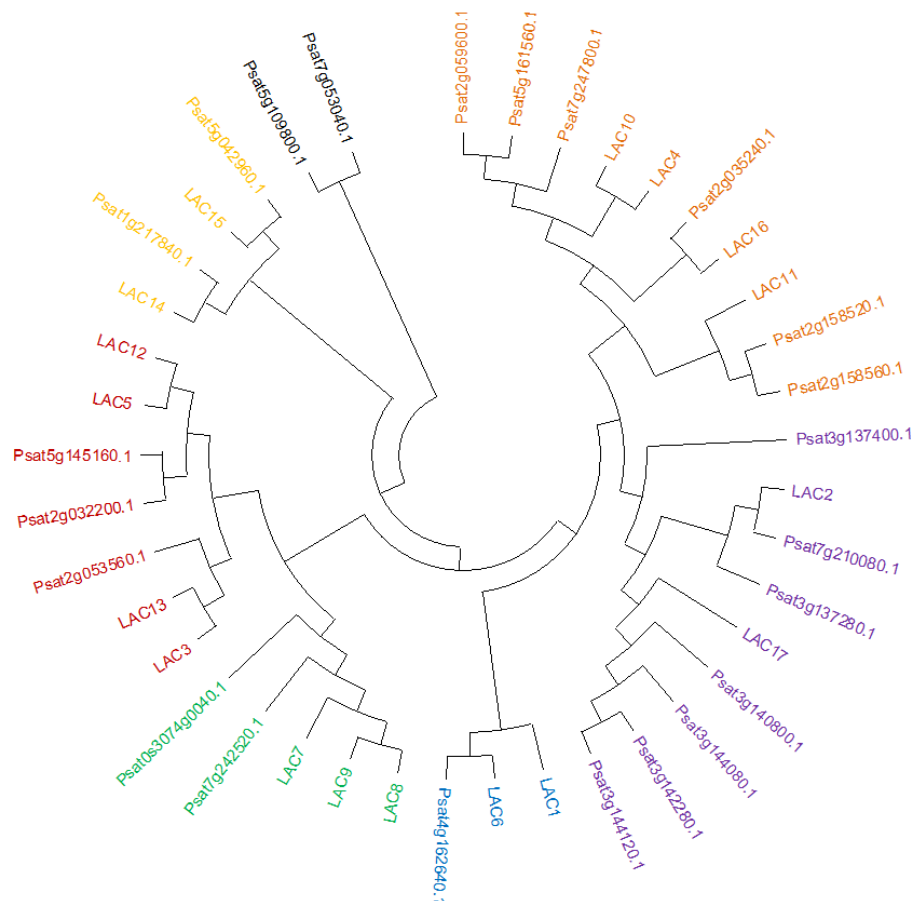 Psat2g059600.1
Psat5g161560.1
Psat7g247800.1
LAC10
LAC4
Psat2g035240.1
LAC16
LAC11
Psat2g158520.1
Psat2g158560.1
Psat3g137400.1
LAC2
Psat7g210080.1
Psat3g137280.1
LAC17
Psat3g140800.1
Psat3g144080.1
Psat3g142280.1
Psat3g144120.1
LAC1
LAC6
Psat4g162640.1
LAC8
LAC9
LAC7
Psat7g242520.1
Psat0s3074g0040.1
LAC3
LAC13
Psat2g053560.1
Psat2g032200.1
Psat5g145160.1
LAC5
LAC12
LAC14
Psat1g217840.1
LAC15
Psat5g042960.1
Psat5g109800.1
Psat7g053040.1